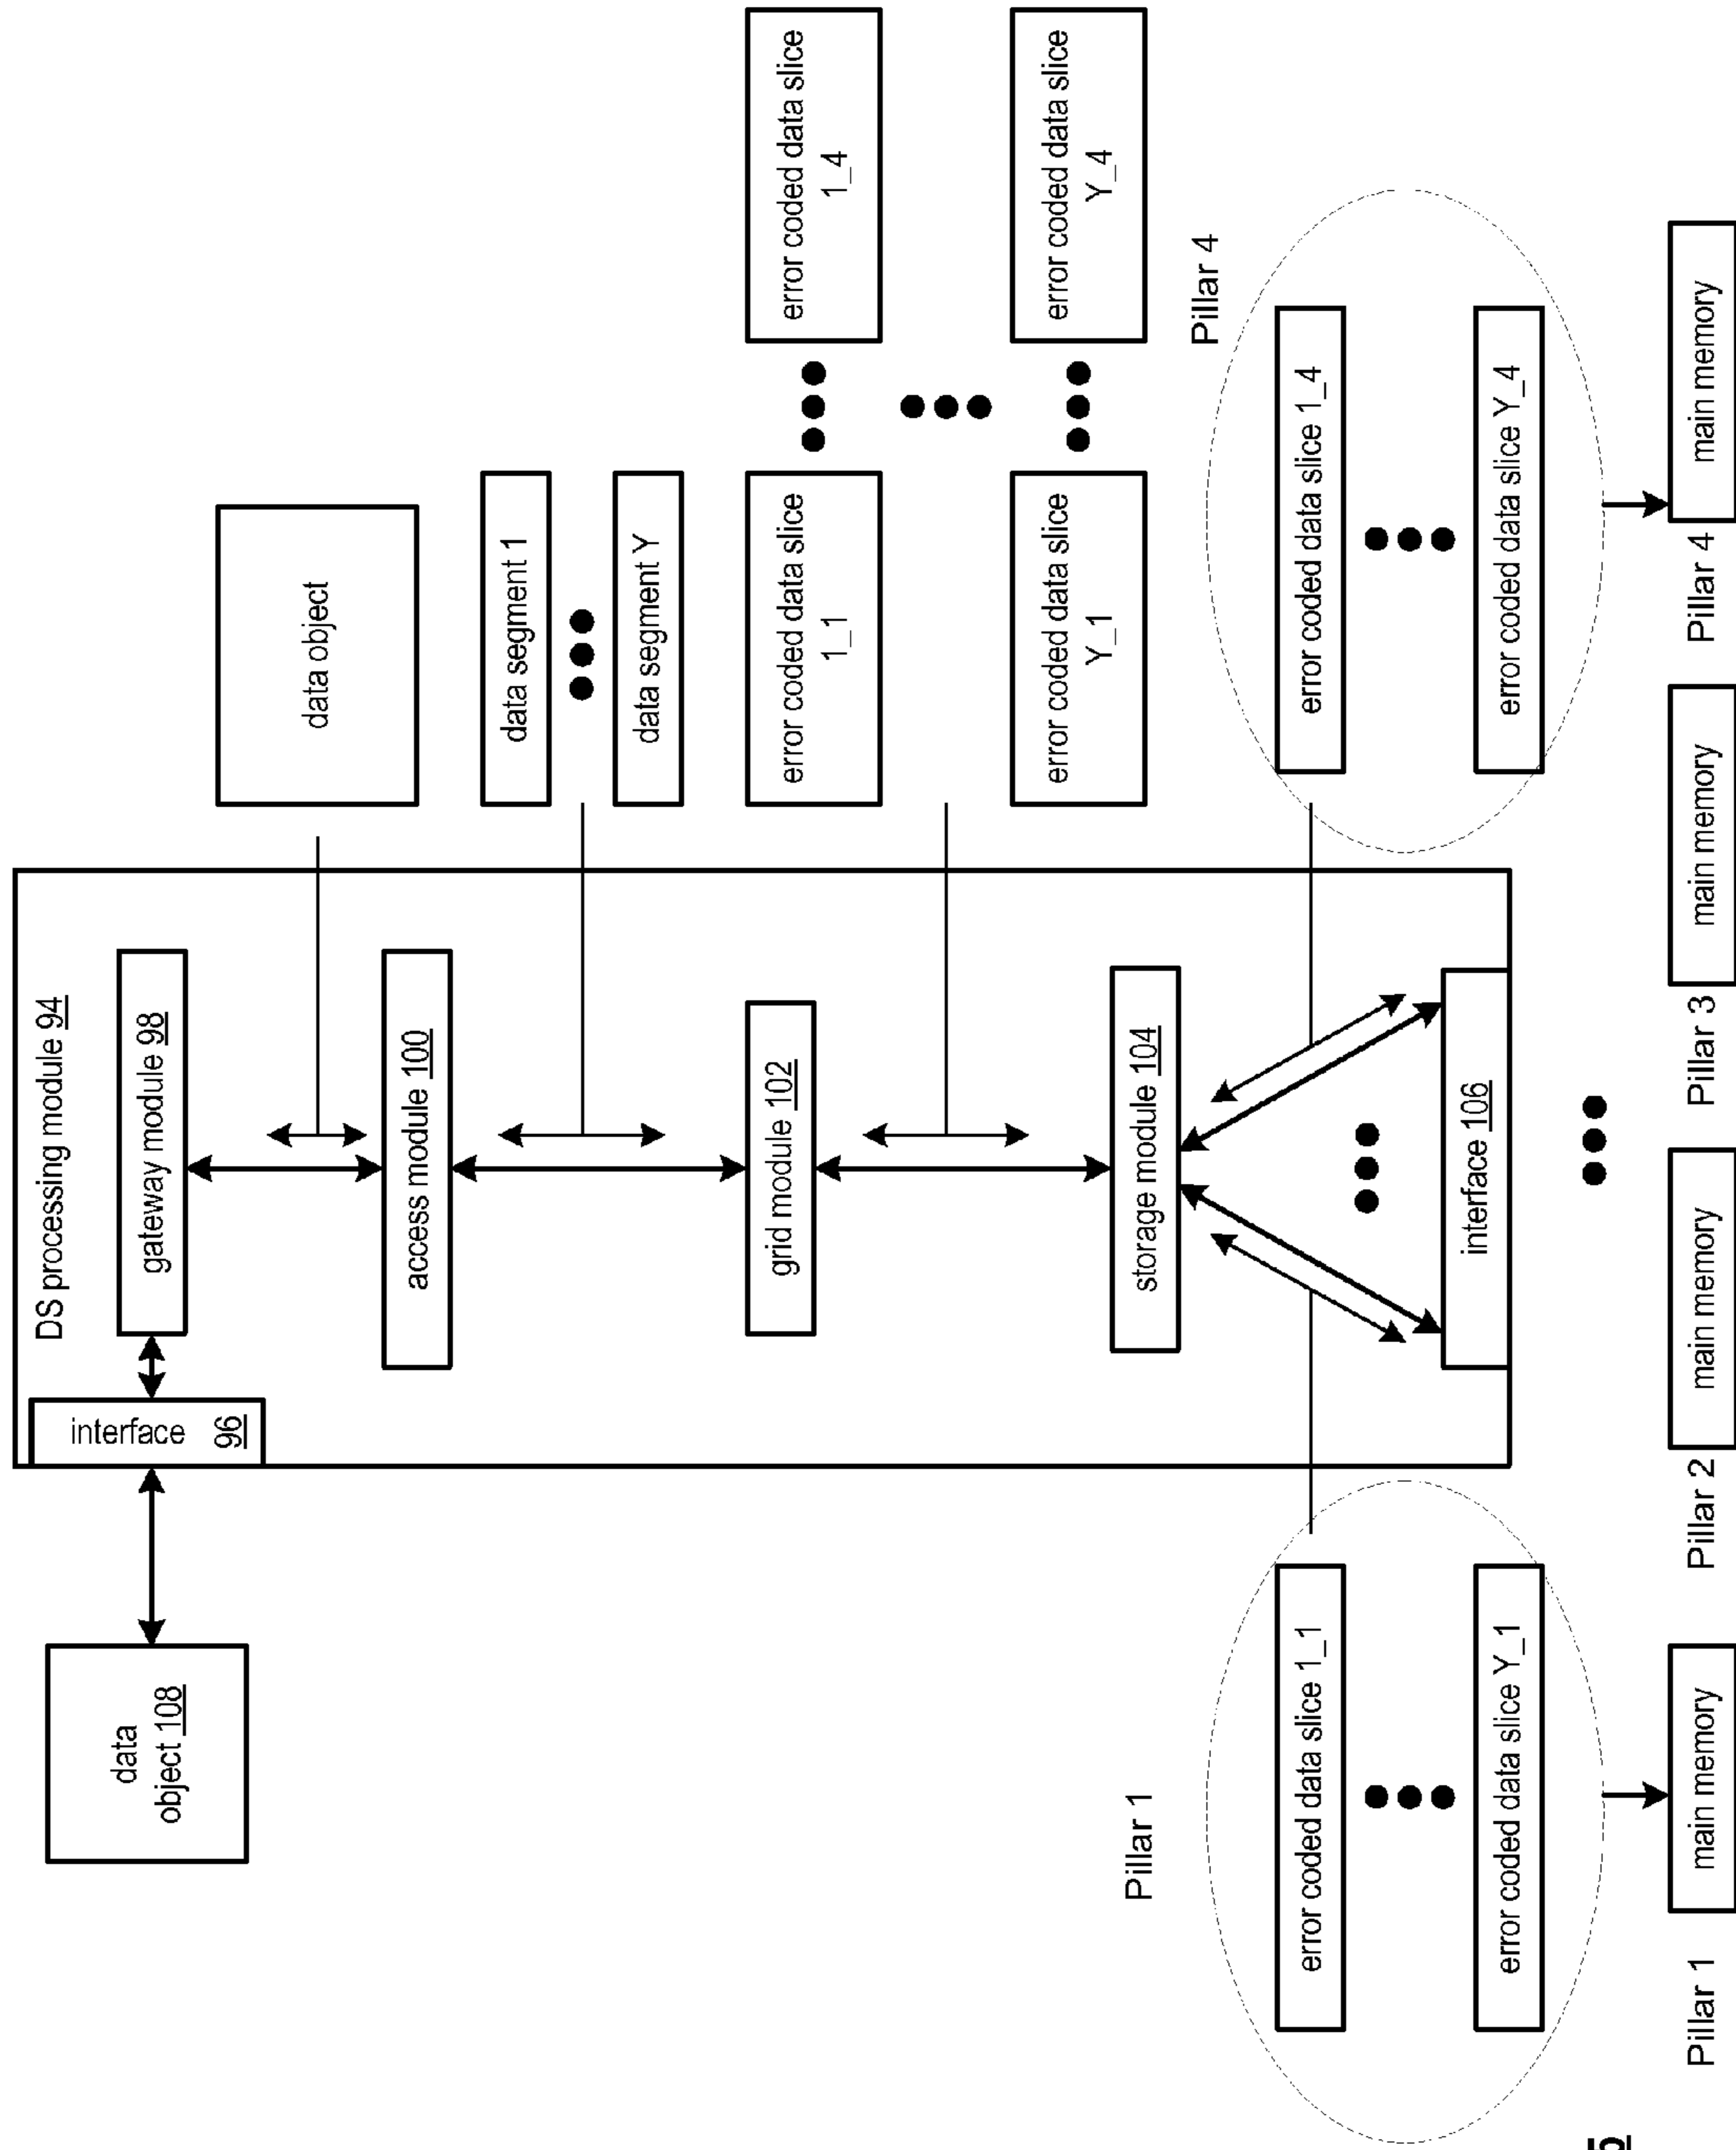 DS processing module 94
data
object 108
interface 96
gateway module 98
data object
access module 100
data segment 1
data segment Y
grid module 102
error coded data slice
1_1
error coded data slice
1_4
error coded data slice
Y_1
error coded data slice
Y_4
storage module 104
Pillar 1
Pillar 4
error coded data slice 1_1
error coded data slice 1_4
interface 106
error coded data slice Y_1
error coded data slice Y_4
Pillar 1
main memory
Pillar 2
main memory
Pillar 3
main memory
Pillar 4
main memory